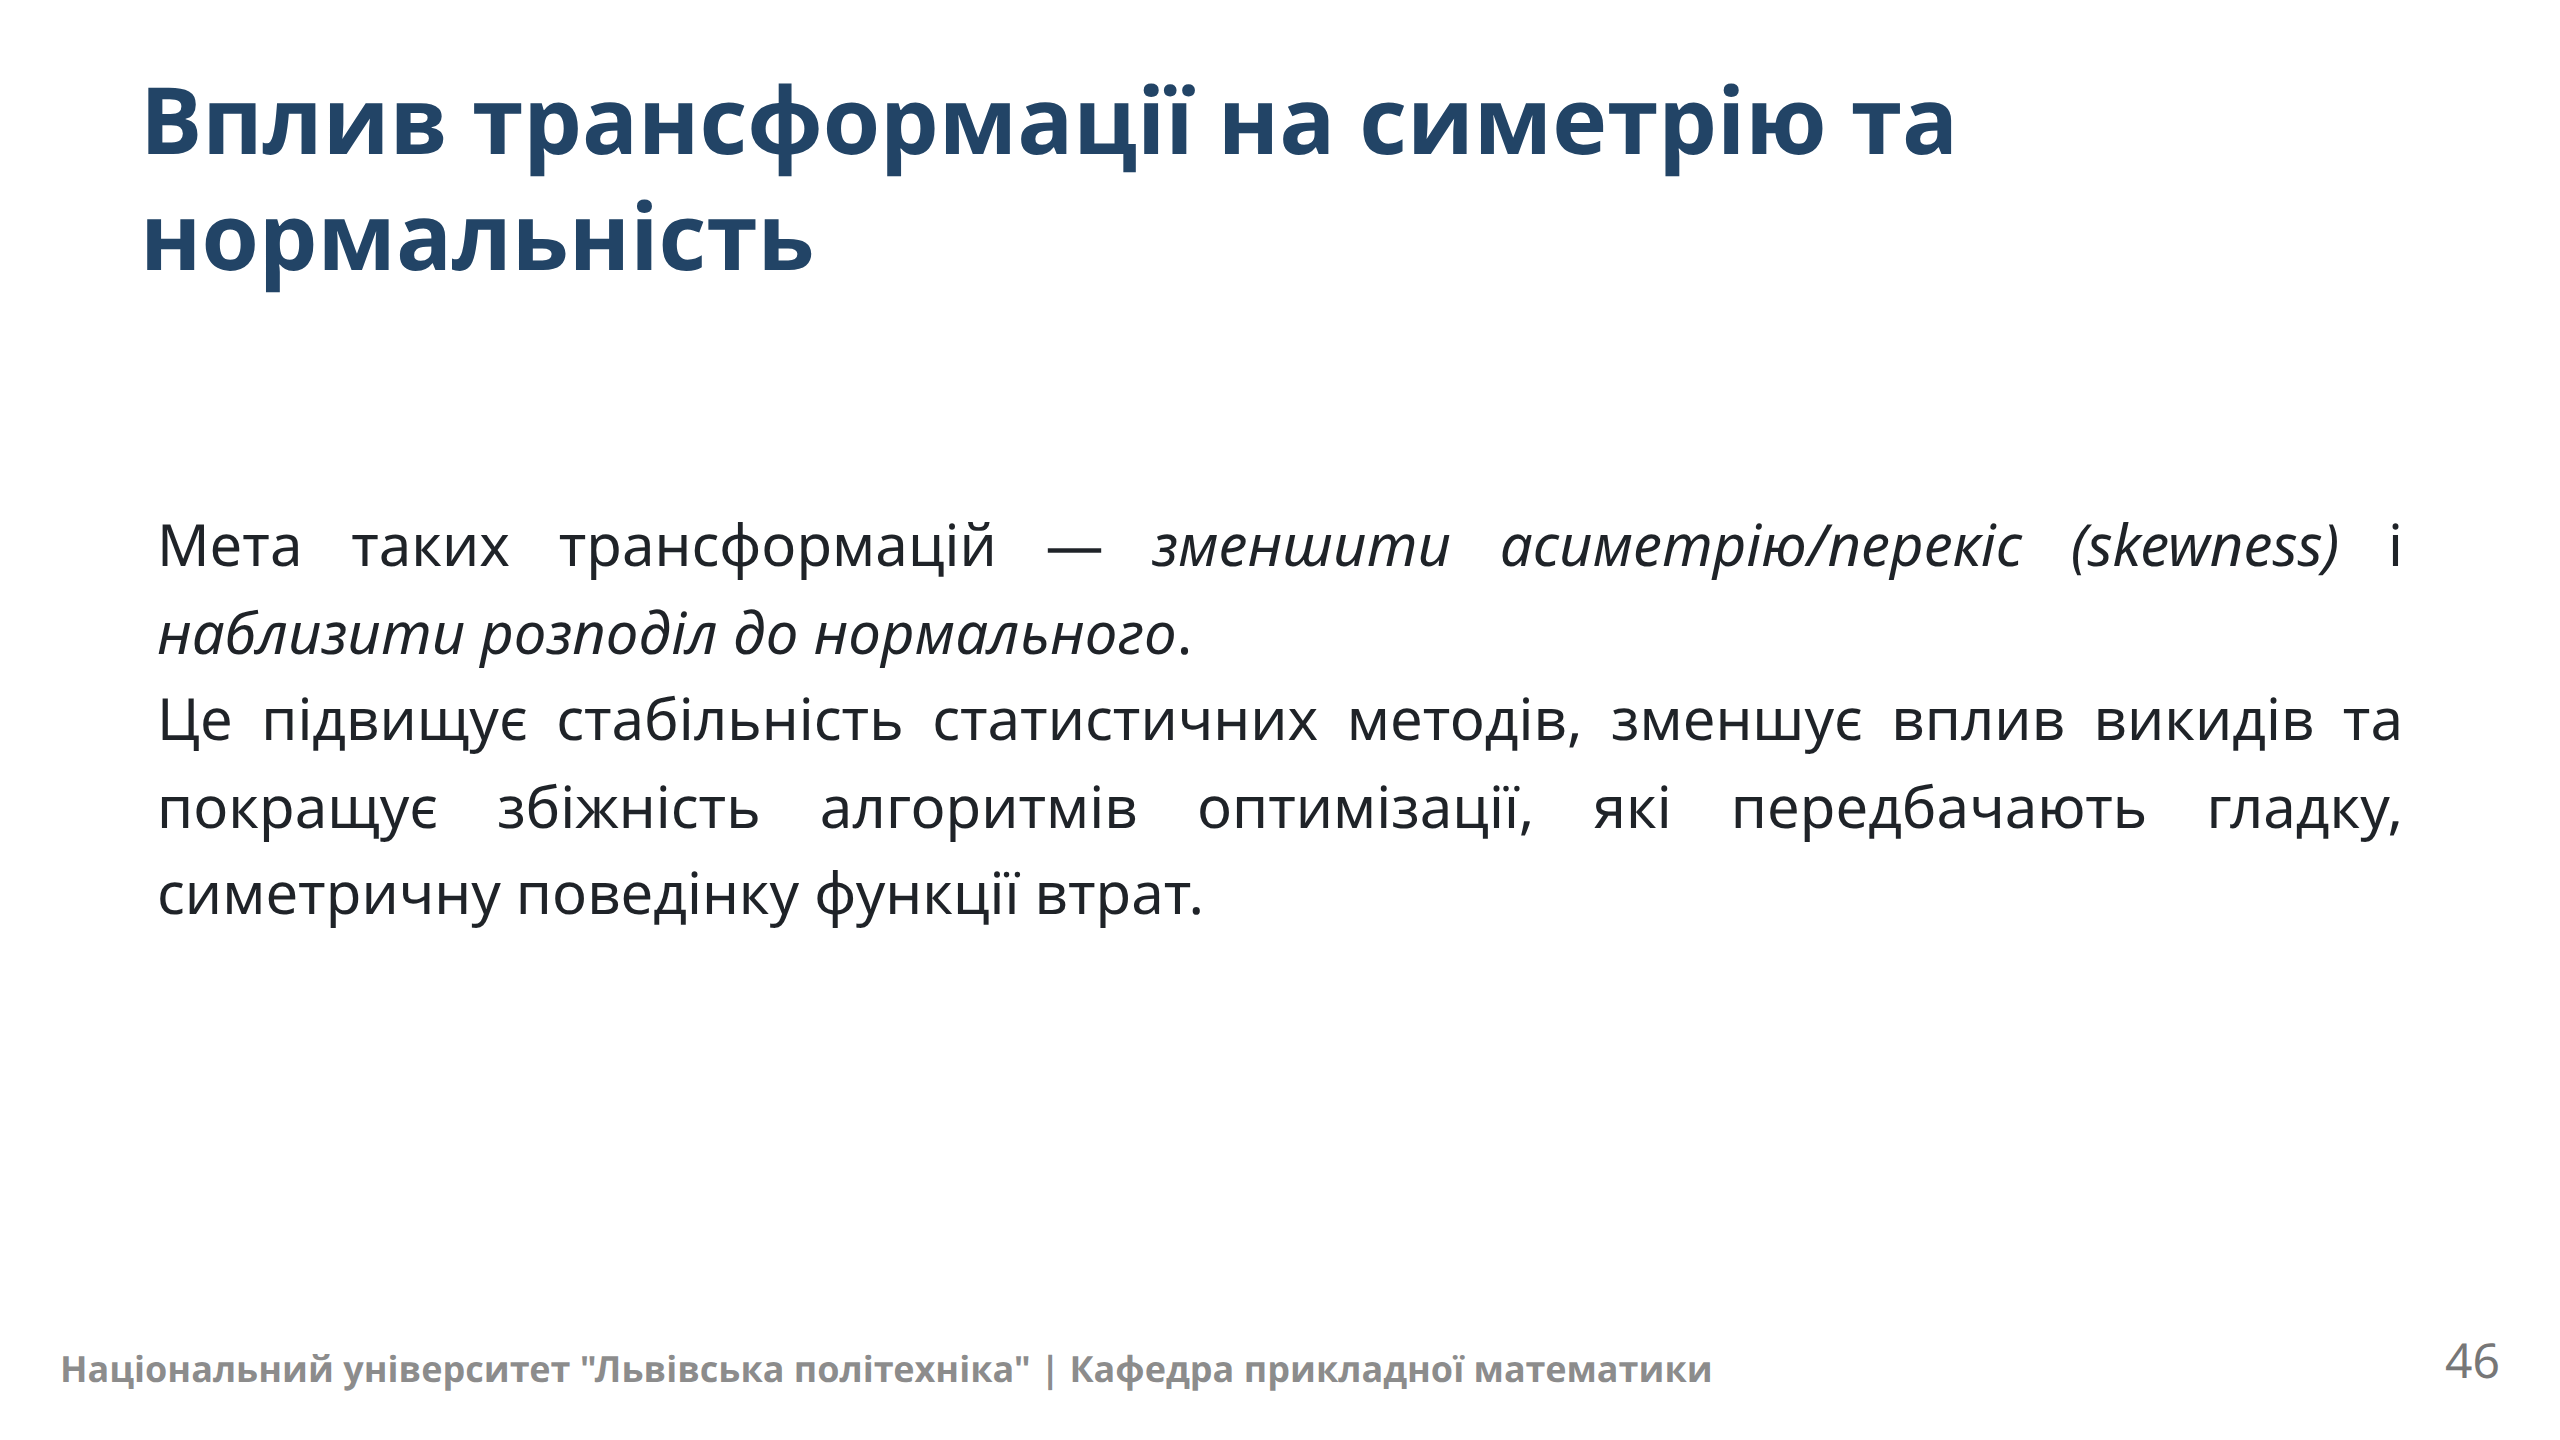 Вплив трансформації на симетрію та
нормальність
Мета таких трансформацій — зменшити асиметрію/перекіс (skewness) і
наблизити розподіл до нормального.
Це підвищує стабільність статистичних методів, зменшує вплив викидів та
покращує збіжність алгоритмів оптимізації, які передбачають гладку,
симетричну поведінку функції втрат.
Національний університет "Львівська політехніка" | Кафедра прикладної математики
46